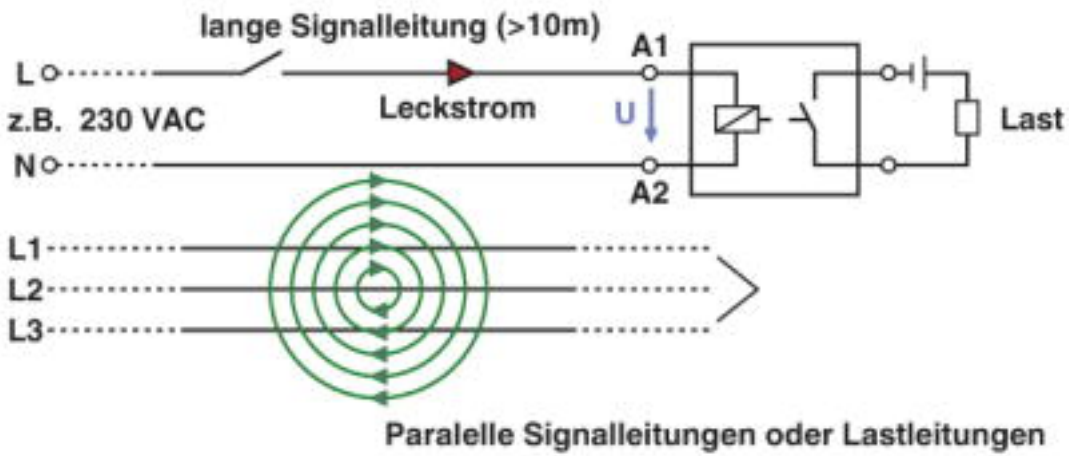 lange Signalleitung (>10m)
L
A1
Leckstrom
z.B. 230 VAC
U
Last
N
A2
L1
L2
L3
Paralelle Signalleitungen oder Lastleitungen